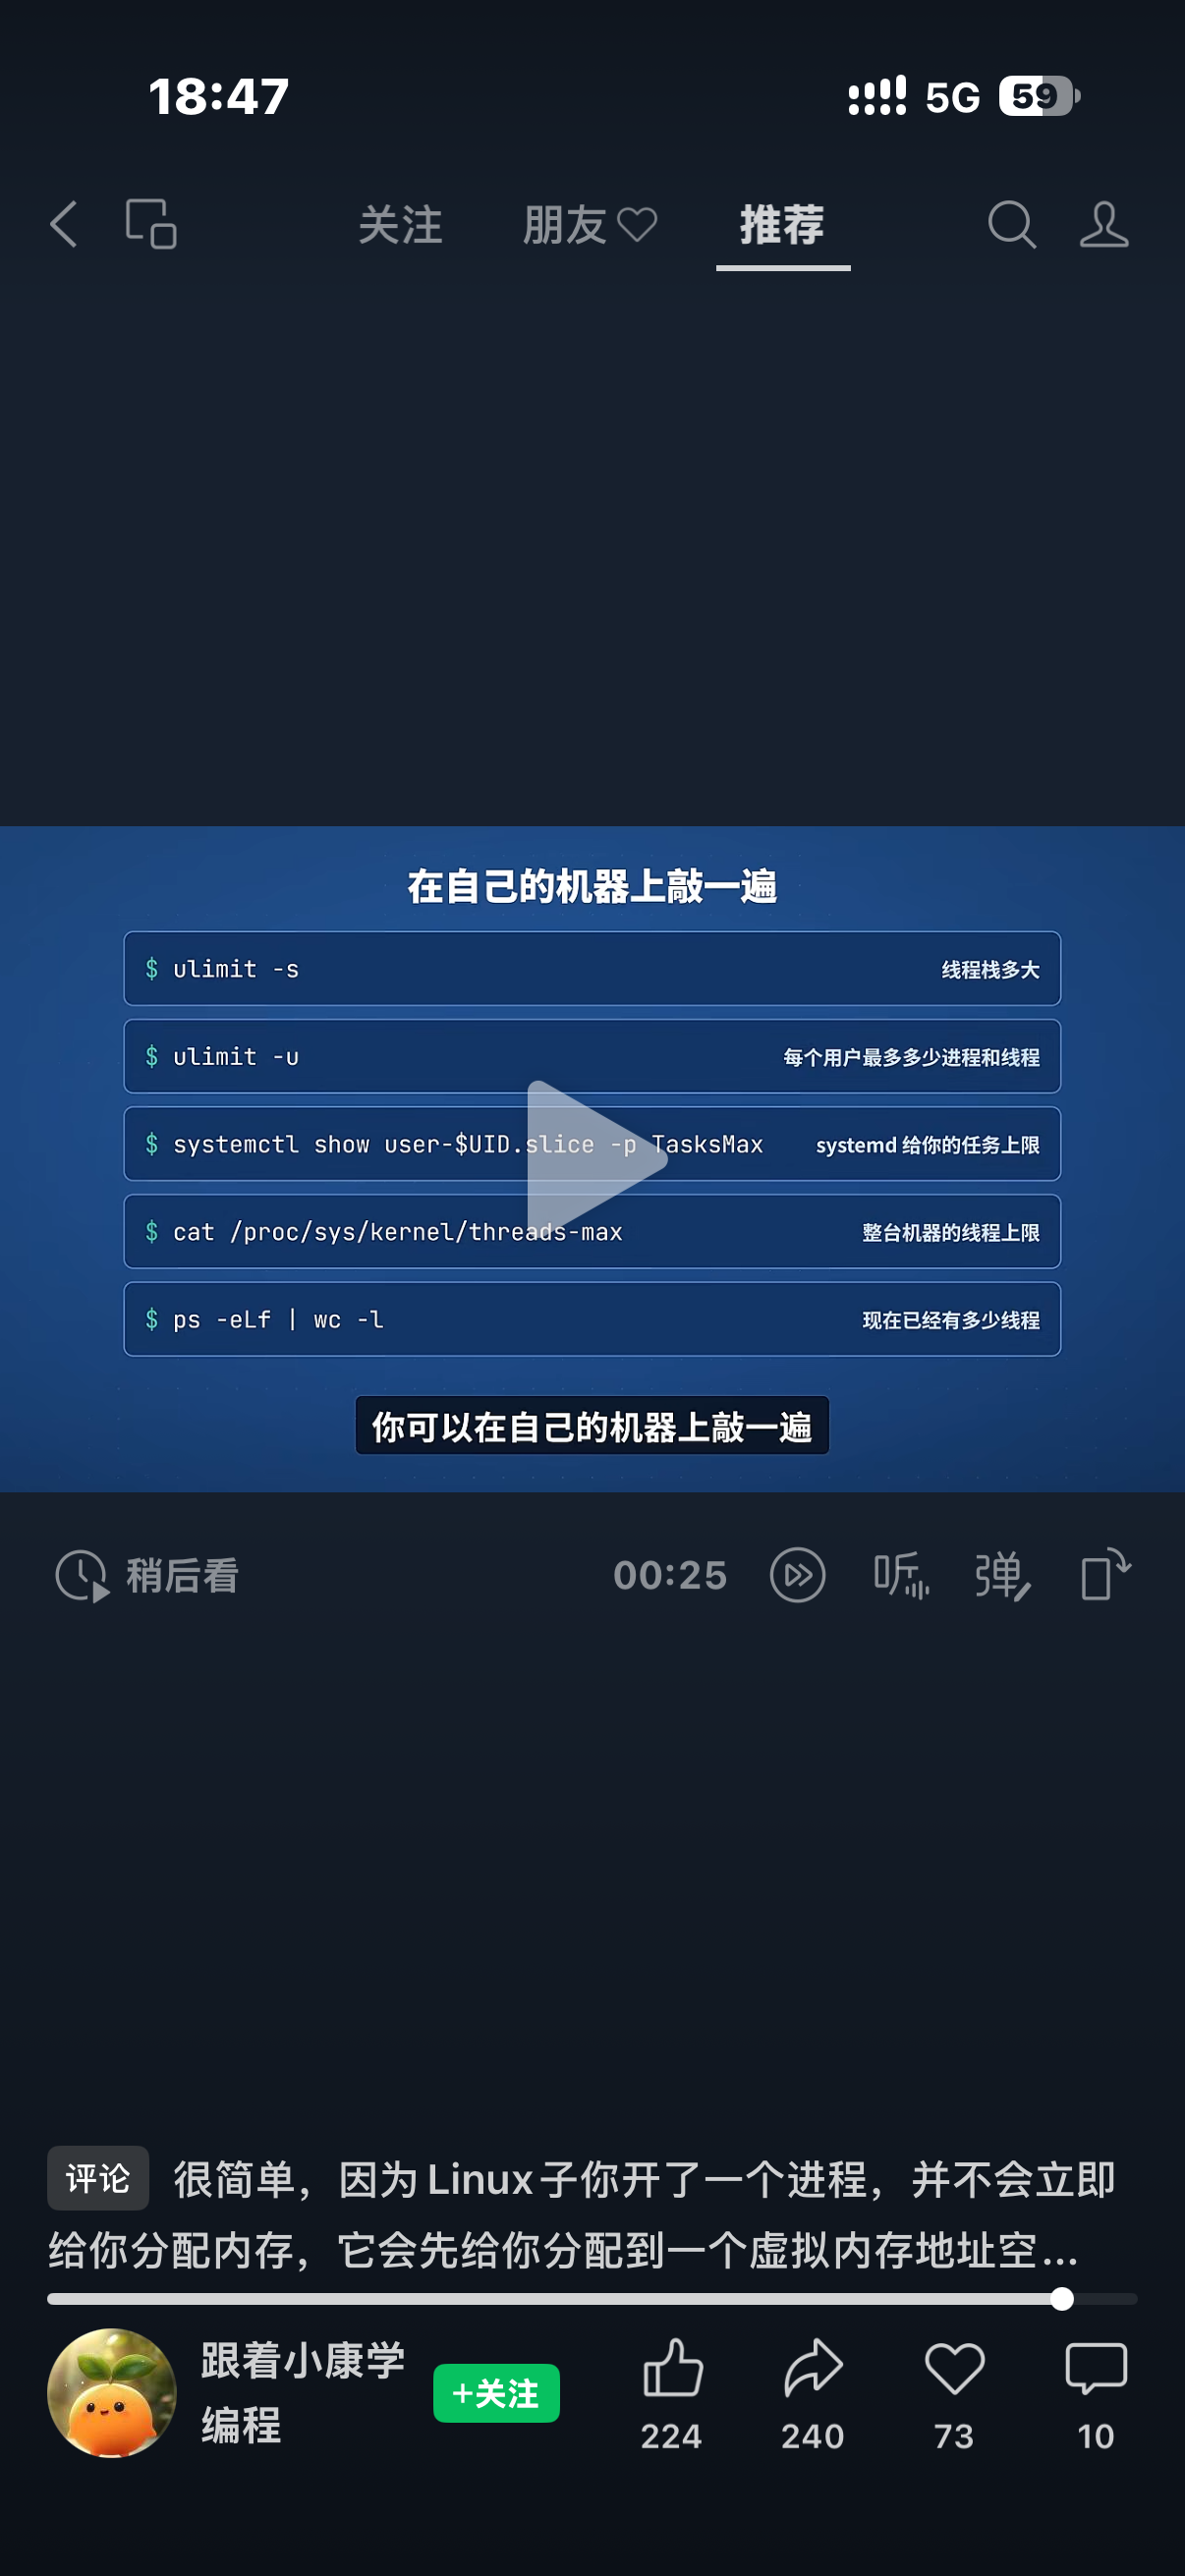 18:47
5G 59
关注 朋友 推荐
在自己的机器上敲一遍
$ ulimit -s 线程栈多大
$ ulimit -u 每个用户最多多少进程和线程
$ systemctl show user-$UID.slice -p TasksMax systemd 给你的任务上限
$ cat /proc/sys/kernel/threads-max 整台机器的线程上限
$ ps -eLf | wc -l 现在已经有多少线程
你可以在自己的机器上敲一遍
稍后看 00:25 听 弹
评论 很简单，因为Linux子你开了一个进程，并不会立即
给你分配内存，它会先给你分配到一个虚拟内存地址空...
跟着小康学
编程
+关注
224 240 73 10